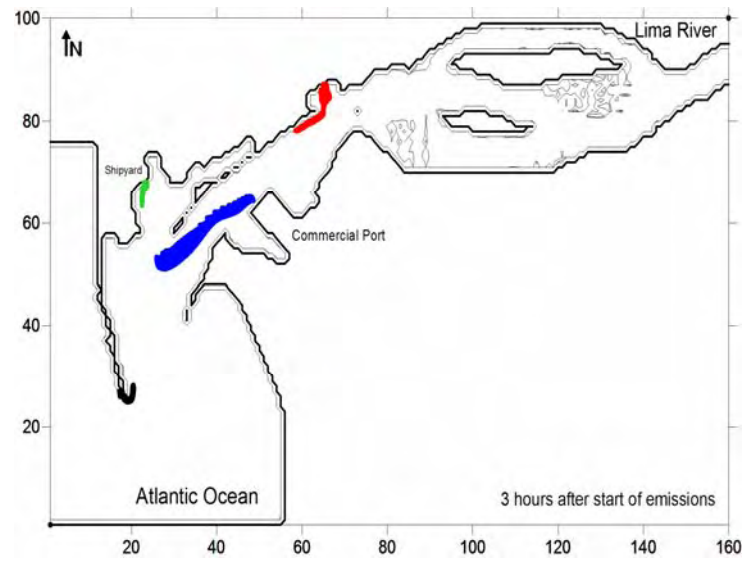 100
IN
Lima River
80
Shipyard
60
Commercial Port
40
20
Atlantic Ocean
3 hours after start of emissions
20
40
60
80
100
120
140
160